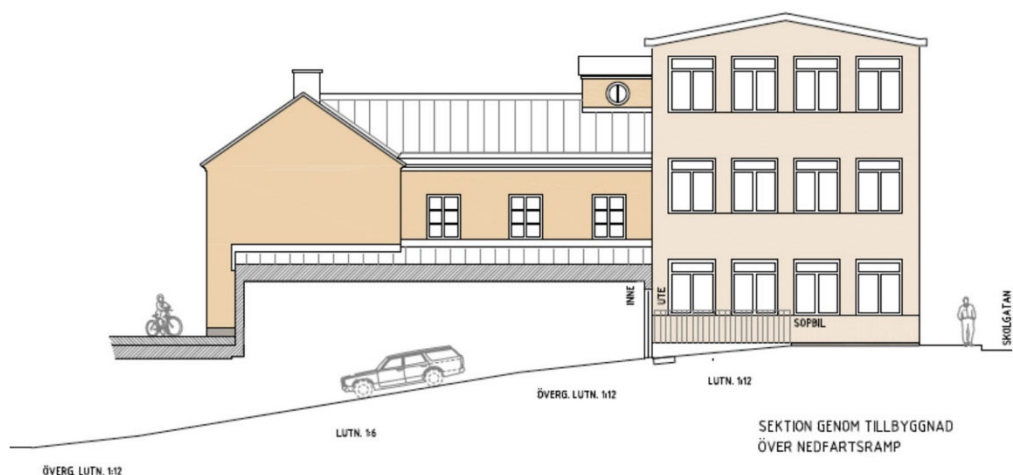 INNE
UTE
SOPBIL
SKOLGATAN
LUTN. 1:12
ÖVERG. LUTN. 1:12
LUTN. 1:6
ÖVERG. LUTN. 1:12
SEKTION GENOM TILLBYGGNAD
ÖVER NEDFARTSRAMP